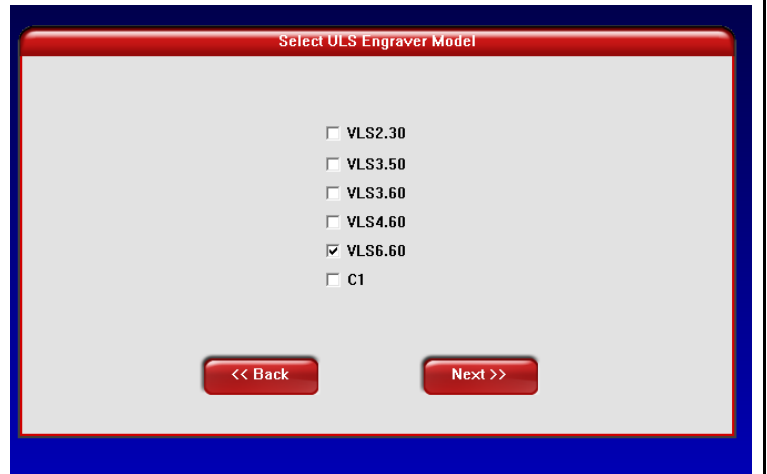 Select ULS Engraver Model
VLS2.30
VLS3.50
VLS3.60
VLS4.60
VLS6.60
C1
<< Back
Next >>